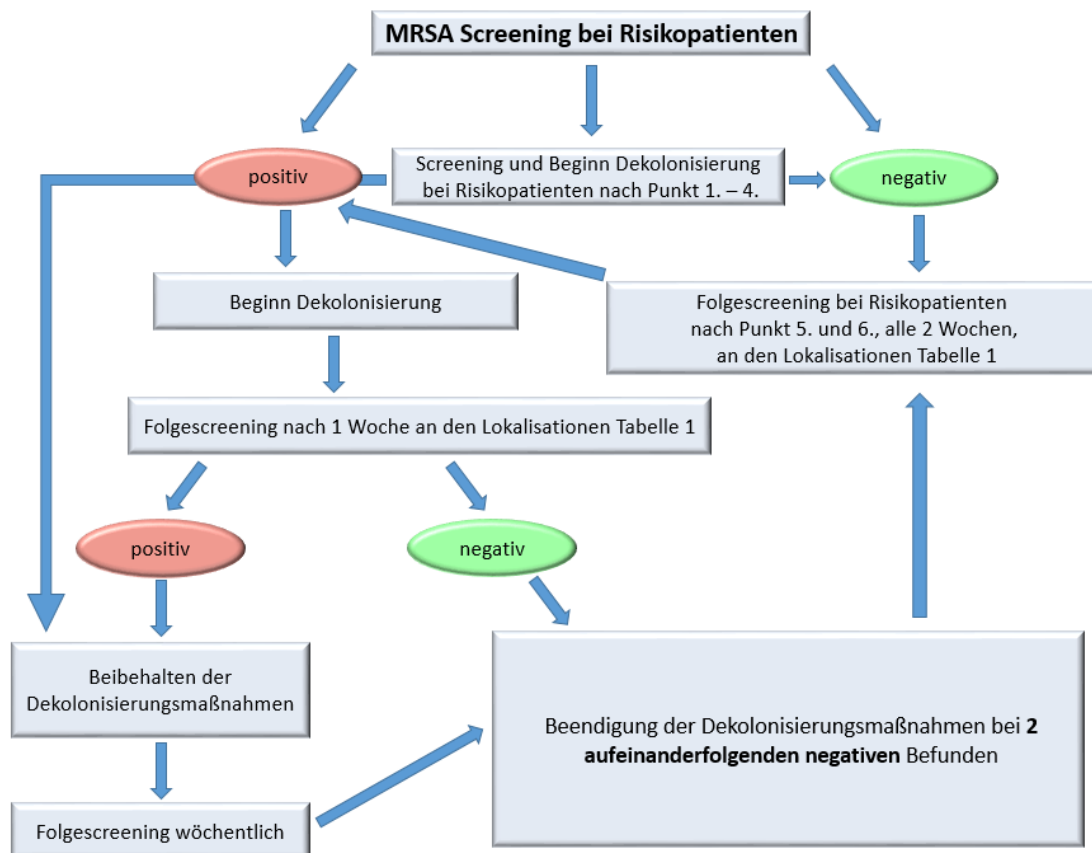 MRSA Screening bei Risikopatienten
positiv
Screening und Beginn Dekolonisierung
bei Risikopatienten nach Punkt 1. – 4.
negativ
Beginn Dekolonisierung
Folgescreening bei Risikopatienten
nach Punkt 5. und 6., alle 2 Wochen,
an den Lokalisationen Tabelle 1
Folgescreening nach 1 Woche an den Lokalisationen Tabelle 1
positiv
negativ
Beibehalten der
Dekolonisierungsmaßnahmen
Beendigung der Dekolonisierungsmaßnahmen bei 2
aufeinanderfolgenden negativen Befunden
Folgescreening wöchentlich